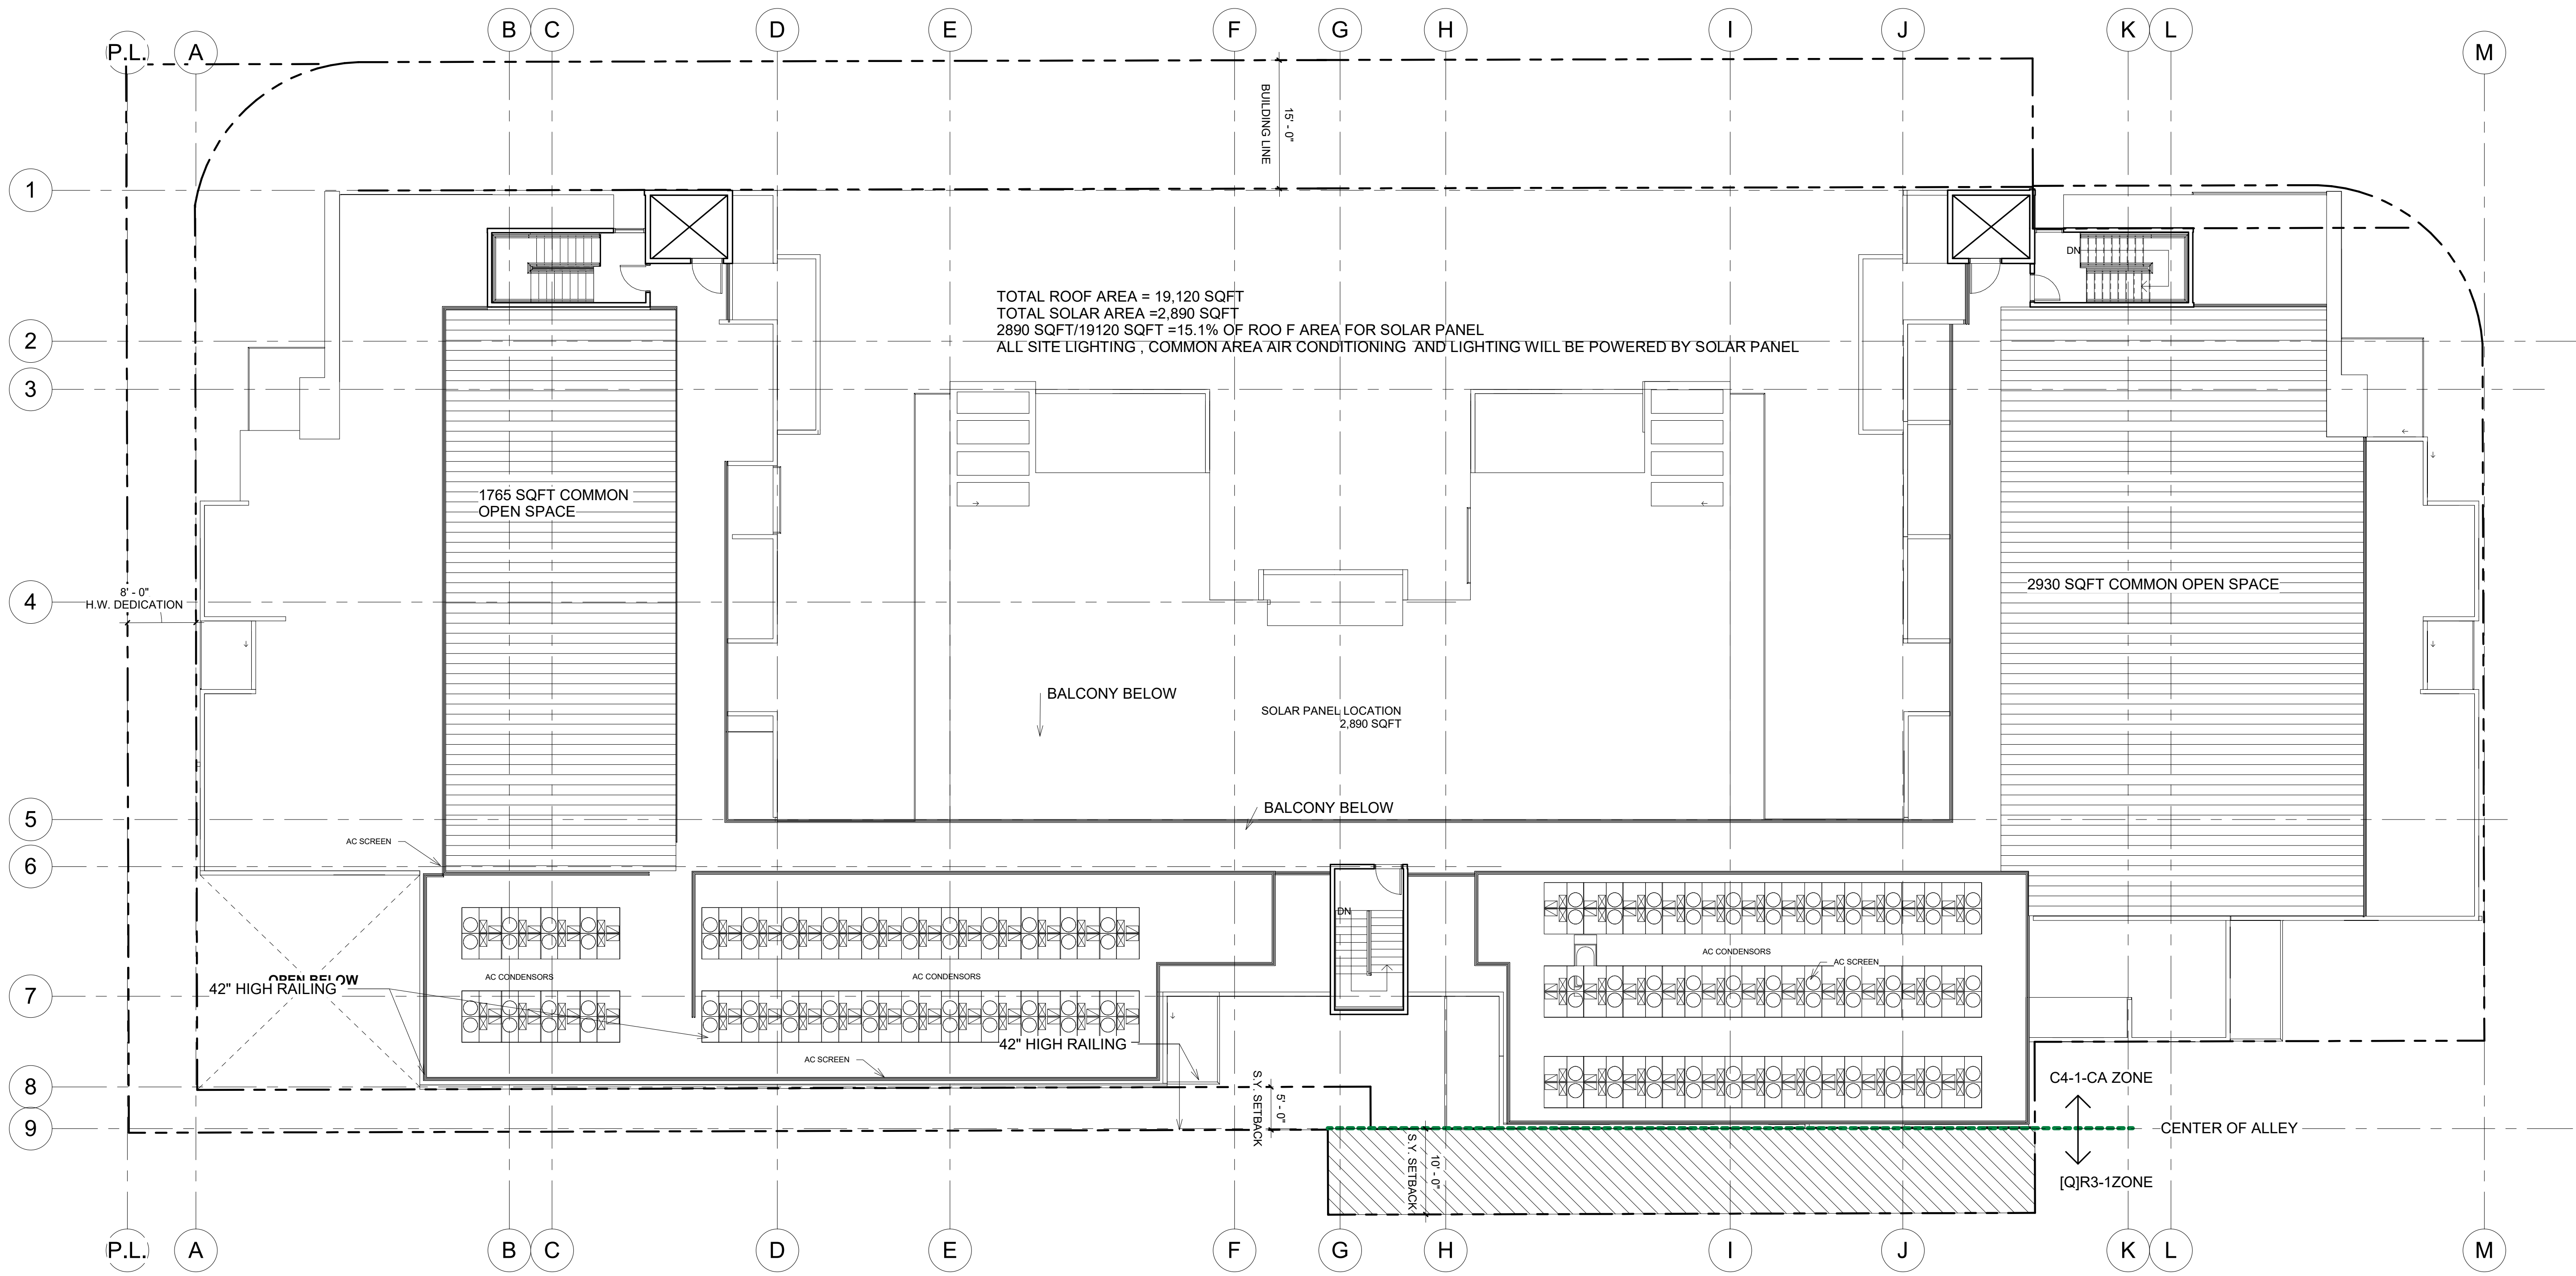 P.L.
A
B
C
D
E
F
G
H
I
J
K
L
M
15' - 0"
BUILDING LINE
1
DN
TOTAL ROOF AREA = 19,120 SQFT
TOTAL SOLAR AREA =2,890 SQFT
2890 SQFT/19120 SQFT =15.1% OF ROO F AREA FOR SOLAR PANEL
ALL SITE LIGHTING , COMMON AREA AIR CONDITIONING AND LIGHTING WILL BE POWERED BY SOLAR PANEL
2
3
1765 SQFT COMMON
OPEN SPACE
2930 SQFT COMMON OPEN SPACE
8' - 0"
H.W. DEDICATION
4
BALCONY BELOW
SOLAR PANEL LOCATION
2,890 SQFT
BALCONY BELOW
5
AC SCREEN
6
DN
AC CONDENSORS
AC CONDENSORS
AC CONDENSORS
AC SCREEN
OPEN BELOW
42" HIGH RAILING
7
42" HIGH RAILING
AC SCREEN
8
5' - 0"
S.Y. SETBACK
C4-1-CA ZONE
9
CENTER OF ALLEY
10' - 0"
S.Y. SETBACK
[Q]R3-1ZONE
P.L.
A
B
C
D
E
F
G
H
I
J
K
L
M